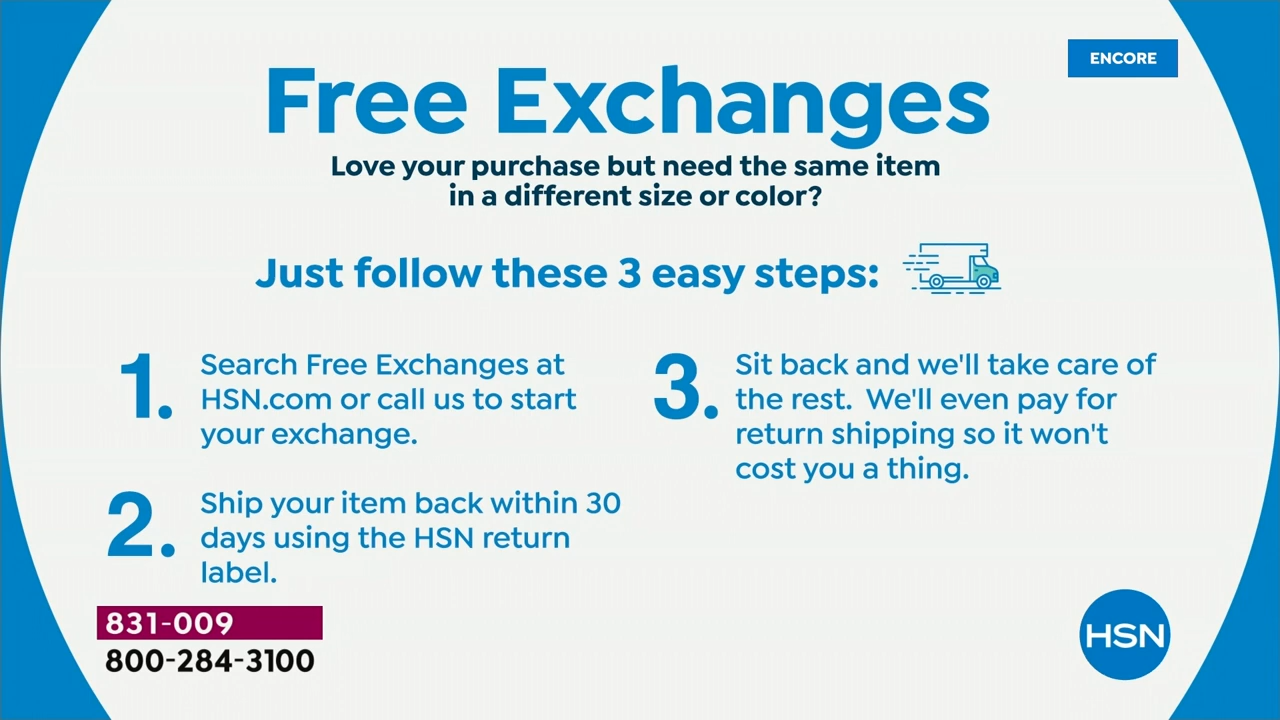 ENCORE
Free Exchanges
Love your purchase but need the same item
in a different size or color?
Just follow these 3 easy steps:
1. Search Free Exchanges at
HSN.com or call us to start
your exchange.
2. Ship your item back within 30
days using the HSN return
label.
3. Sit back and we'll take care of
the rest. We'll even pay for
return shipping so it won't
cost you a thing.
831-009
800-284-3100
HSN